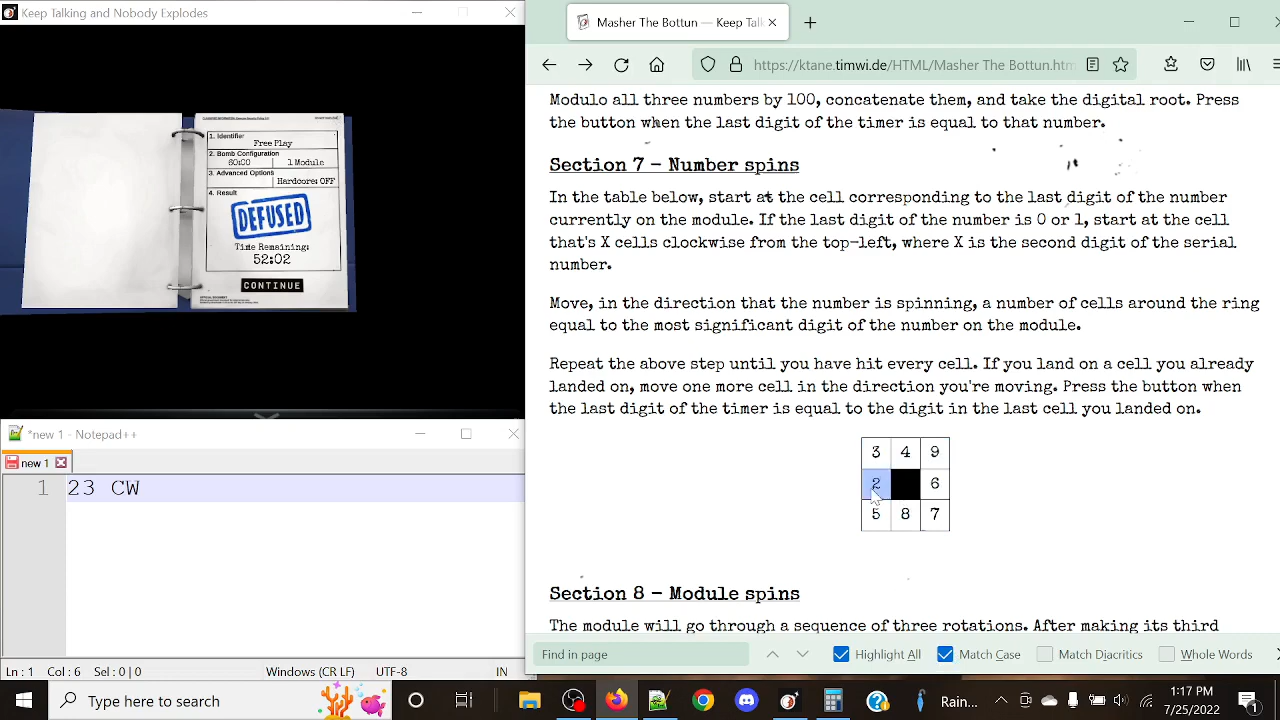 Keep Talking and Nobody Explodes
1. Identifier
Free Play
2. Bomb Configuration
60:00
1 Module
3. Advanced Options
Hardcore: OFF
4. Result
DEFUSED
Time Remaining:
52:02
CONTINUE
*new 1 - Notepad++
new 1
1
23 CW
Ln : 1 Col : 6 Sel : 0 | 0
Windows (CR LF)
UTF-8
IN
Masher The Bottun — Keep Talking
https://ktane.timwi.de/HTML/Masher The Bottun.htm
Modulo all three numbers by 100, concatenate them, and take the digital root. Press
the button when the last digit of the timer is equal to that number.
Section 7 – Number spins
In the table below, start at the cell corresponding to the last digit of the number
currently on the module. If the last digit of the number is 0 or 1, start at the cell
that's X cells clockwise from the top-left, where X is the second digit of the serial
number.
Move, in the direction that the number is spinning, a number of cells around the ring
equal to the most significant digit of the number on the module.
Repeat the above step until you have hit every cell. If you land on a cell you already
landed on, move one more cell in the direction you're moving. Press the button when
the last digit of the timer is equal to the digit in the last cell you landed on.
3 4 9
2 6
5 8 7
Section 8 – Module spins
The module will go through a sequence of three rotations. After making its third
Find in page
Highlight All
Match Case
Match Diacritics
Whole Words
Type here to search
Rain...
1:17 PM
7/25/2022
1